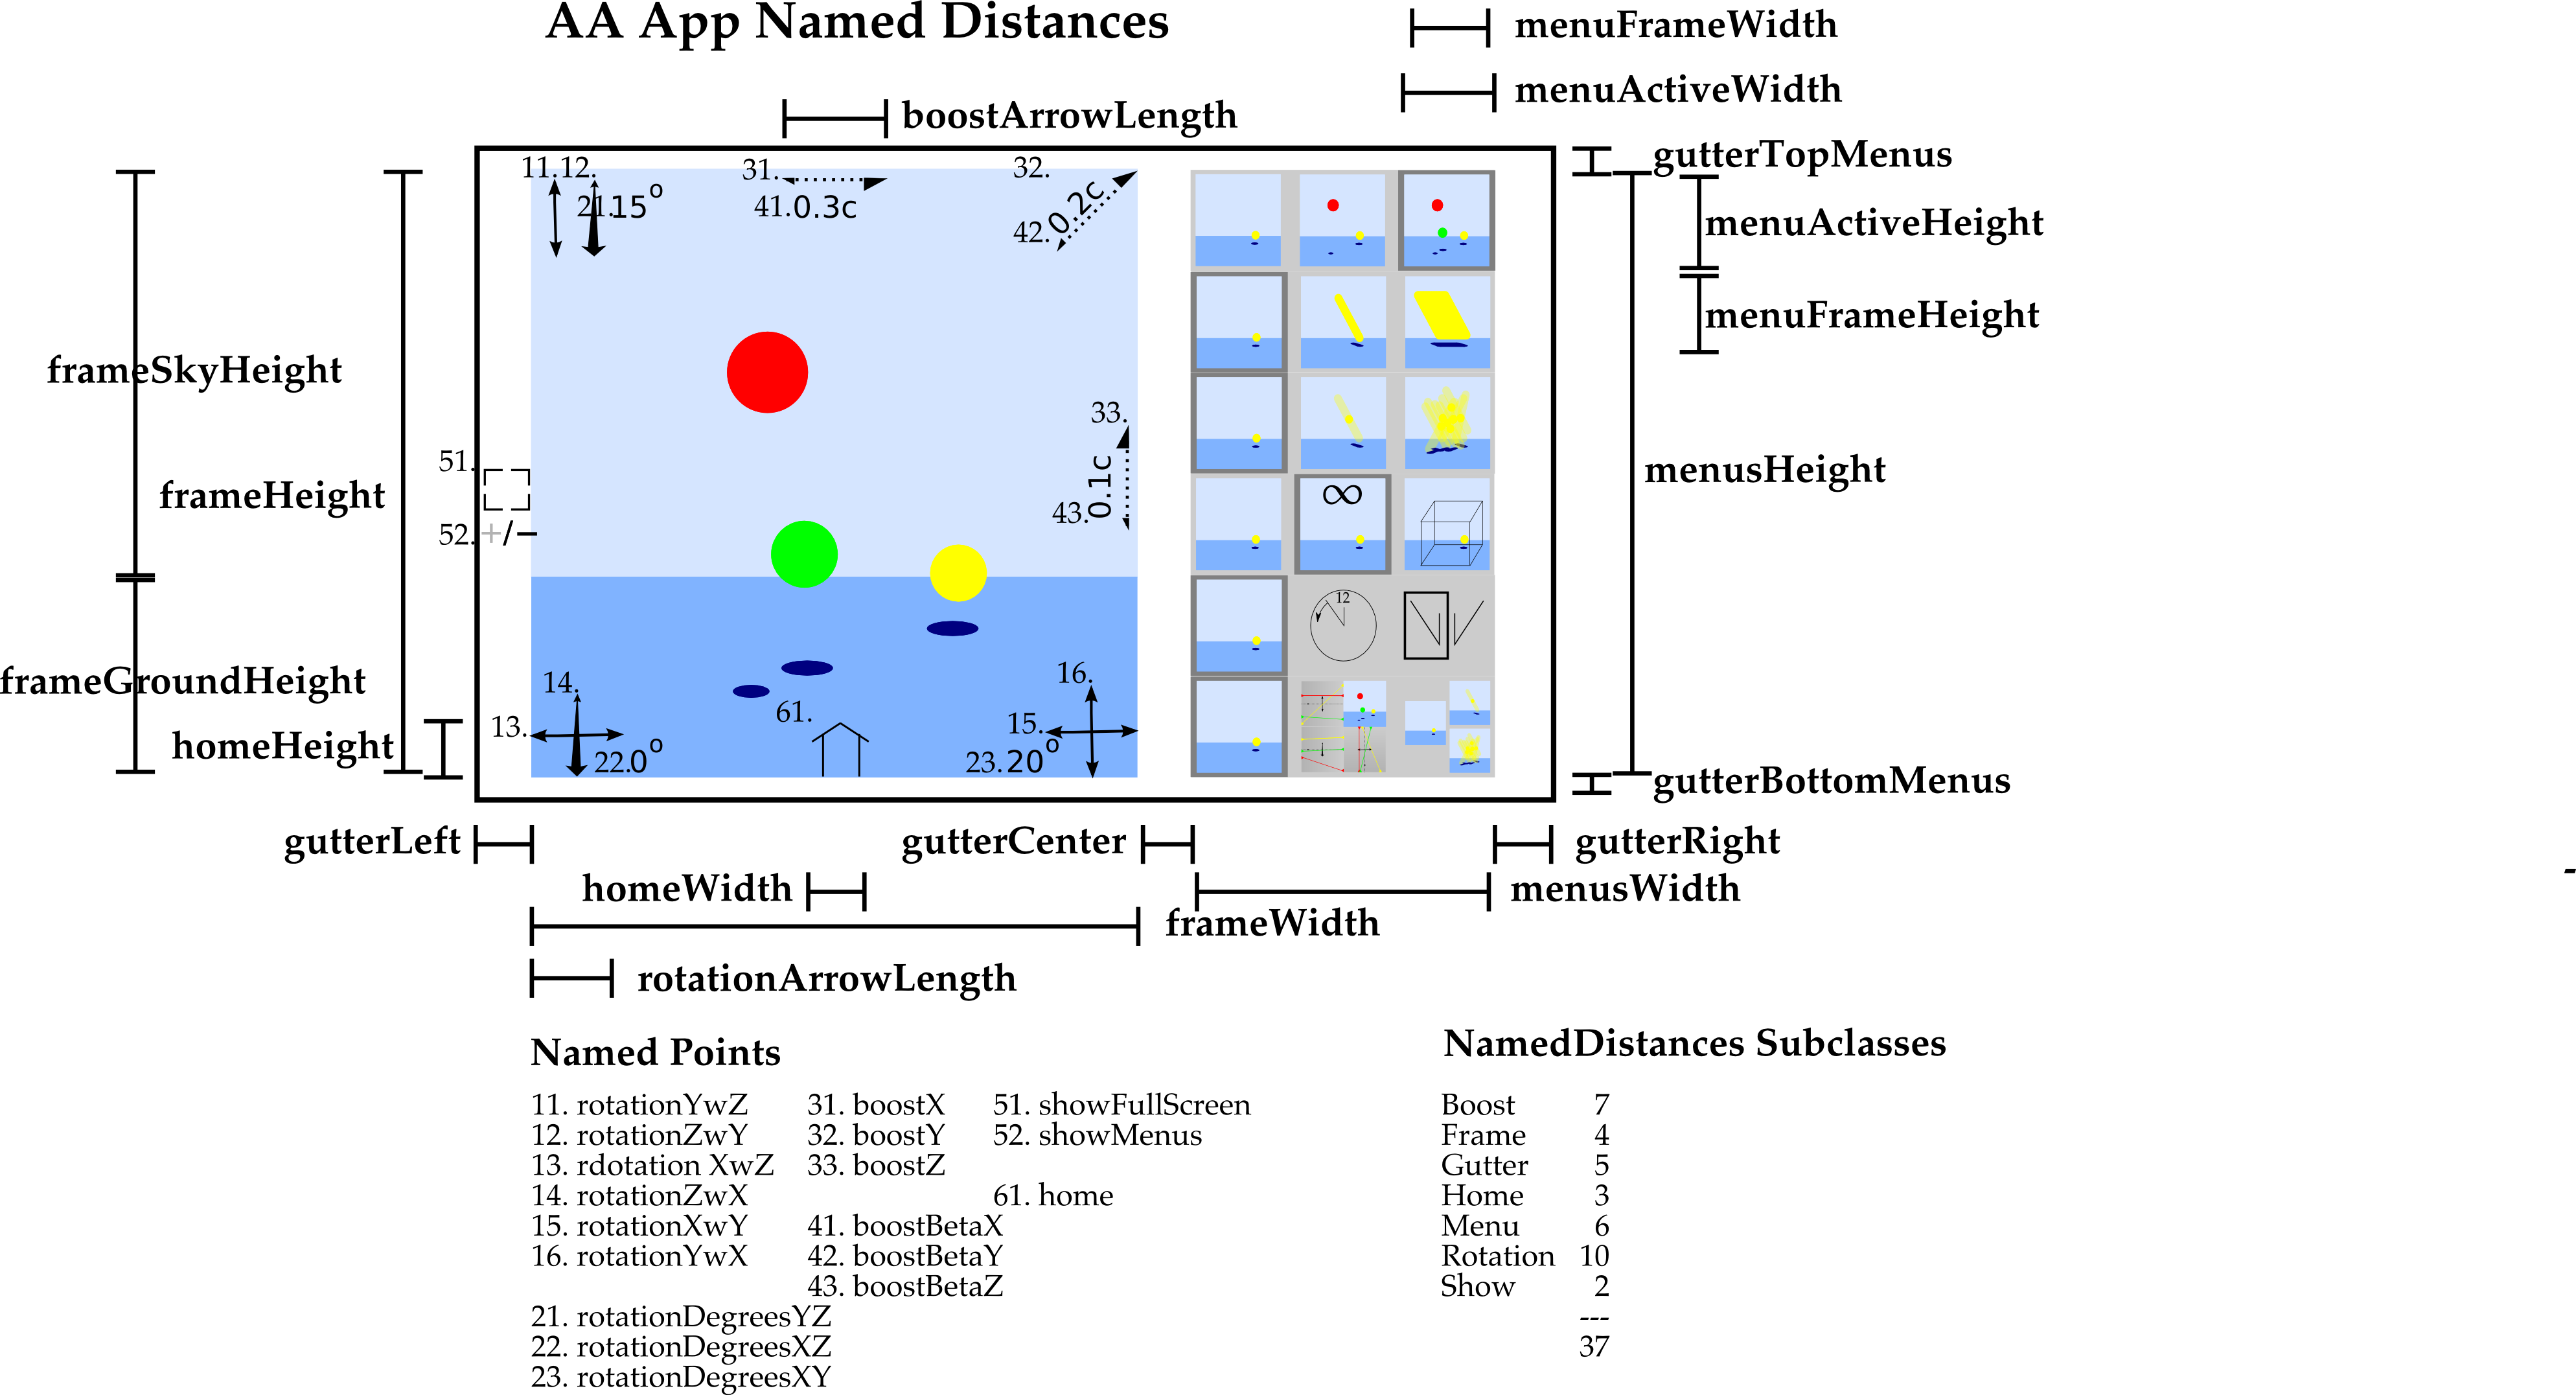 AA App Named Distances
menuFrameWidth
menuActiveWidth
boostArrowLength
gutterTopMenus
menuActiveHeight
menuFrameHeight
menusHeight
gutterBottomMenus
frameSkyHeight
frameHeight
frameGroundHeight
homeHeight
11. 12.
21. 15°
31.
41. 0.3c
32.
42. 0.2c
33.
43. 0.1c
51.
52. +/−
∞
12
14.
13.
22. 0°
61.
16.
15.
23. 20°
gutterLeft
gutterCenter
gutterRight
homeWidth
menusWidth
frameWidth
rotationArrowLength
-
Named Points
11. rotationYwZ
12. rotationZwY
13. rdotation XwZ
14. rotationZwX
15. rotationXwY
16. rotationYwX
21. rotationDegreesYZ
22. rotationDegreesXZ
23. rotationDegreesXY
31. boostX
32. boostY
33. boostZ
41. boostBetaX
42. boostBetaY
43. boostBetaZ
51. showFullScreen
52. showMenus
61. home
NamedDistances Subclasses
Boost 7
Frame 4
Gutter 5
Home 3
Menu 6
Rotation 10
Show 2
---
37